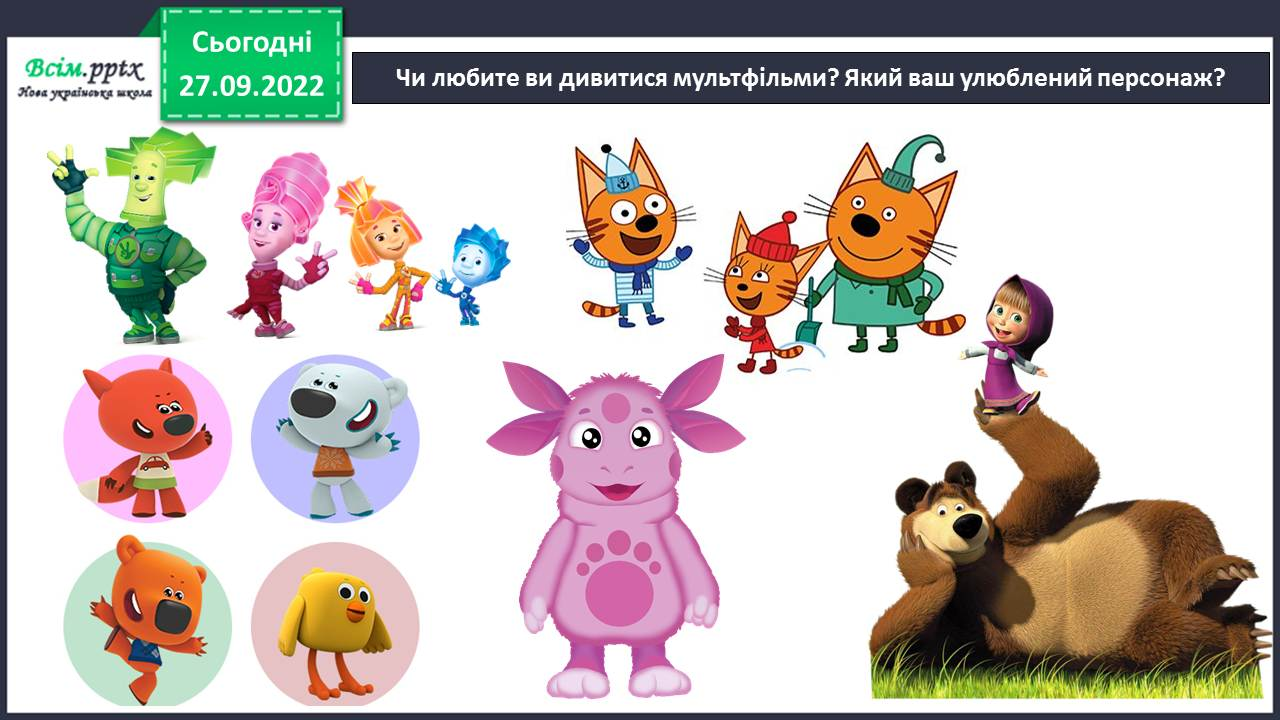 Сьогодні
27.09.2022
Всім.pptx
Нова українська школа
Чи любите ви дивитися мультфільми? Який ваш улюблений персонаж?